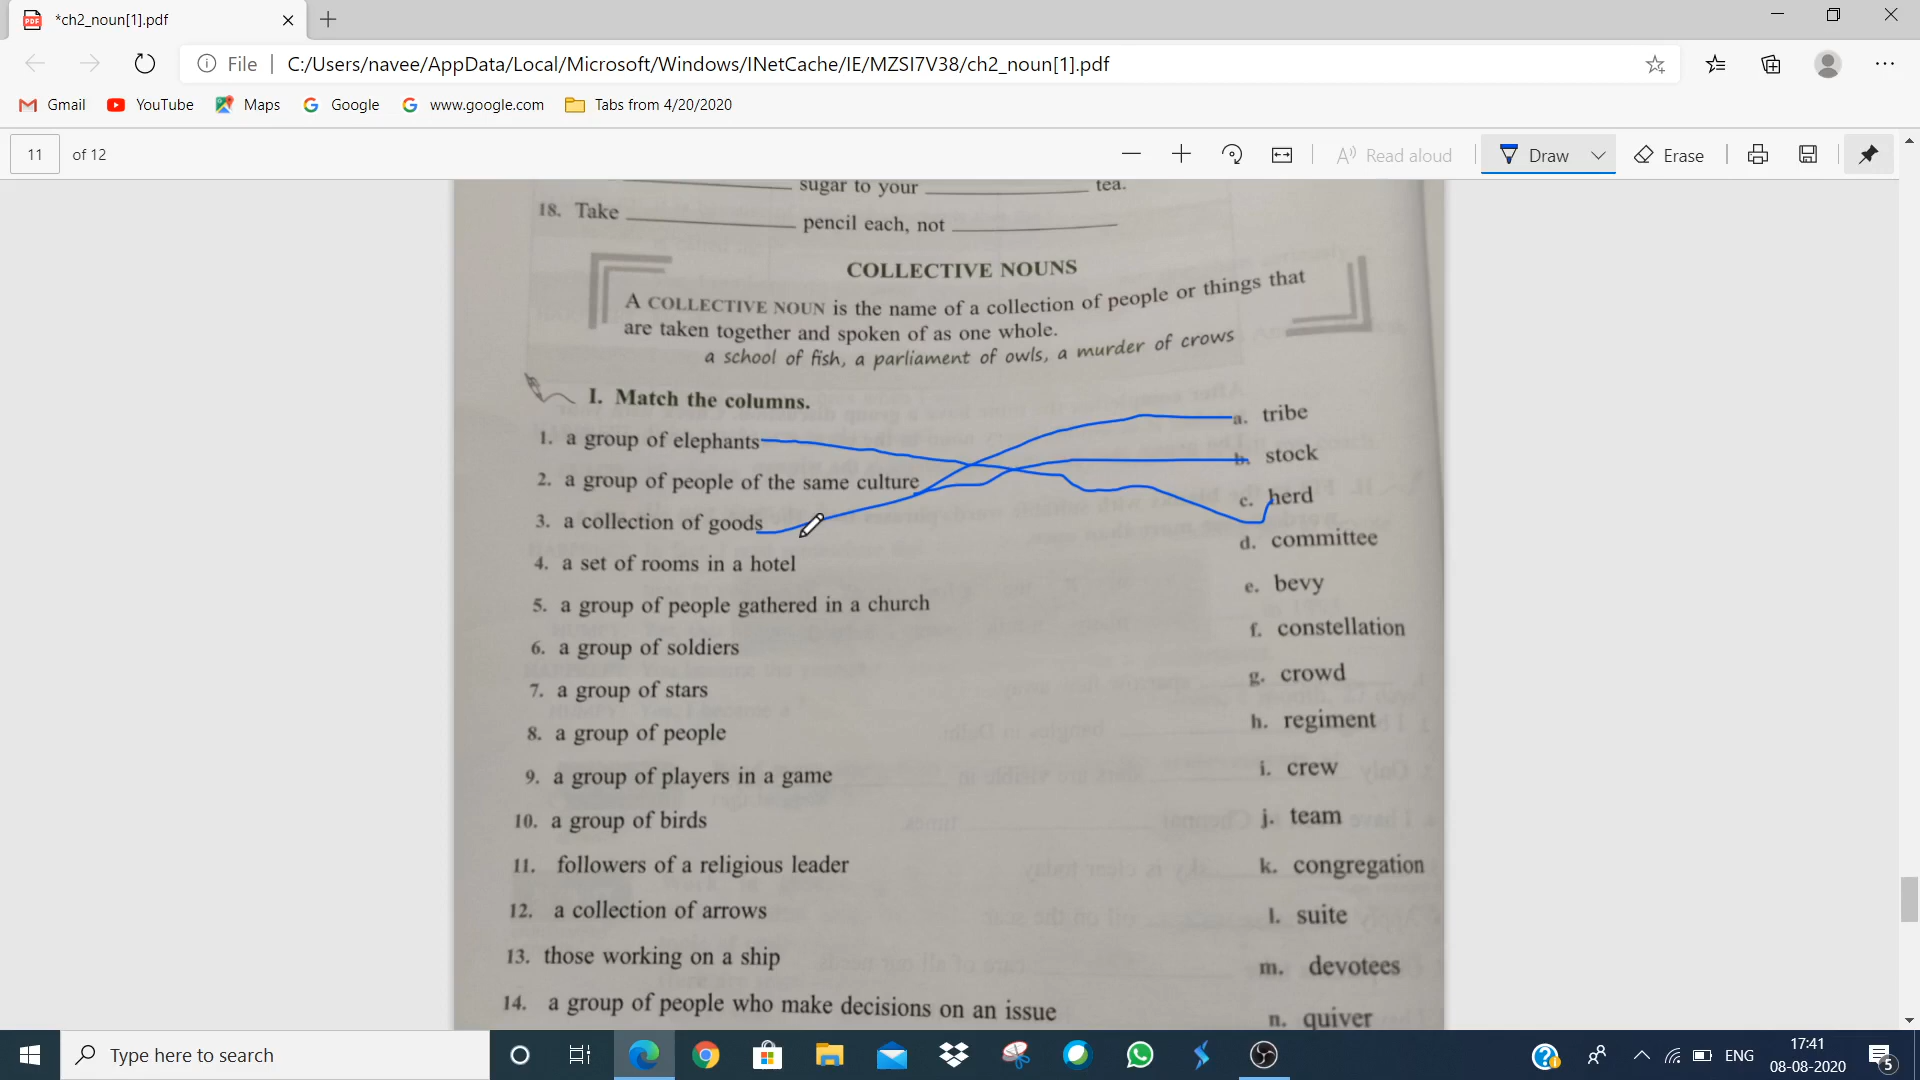 *ch2_noun[1].pdf
File C:/Users/navee/AppData/Local/Microsoft/Windows/INetCache/IE/MZSI7V38/ch2_noun[1].pdf
Gmail YouTube Maps Google www.google.com Tabs from 4/20/2020
11 of 12 Read aloud Draw Erase
sugar to your tea.
18. Take pencil each, not
COLLECTIVE NOUNS
A COLLECTIVE NOUN is the name of a collection of people or things that
are taken together and spoken of as one whole.
a school of fish, a parliament of owls, a murder of crows
I. Match the columns.
1. a group of elephants a. tribe
2. a group of people of the same culture b. stock
3. a collection of goods c. herd
4. a set of rooms in a hotel d. committee
5. a group of people gathered in a church e. bevy
6. a group of soldiers f. constellation
7. a group of stars g. crowd
8. a group of people h. regiment
9. a group of players in a game i. crew
10. a group of birds j. team
11. followers of a religious leader k. congregation
12. a collection of arrows l. suite
13. those working on a ship m. devotees
14. a group of people who make decisions on an issue n. quiver
Type here to search ENG 17:41
08-08-2020 5